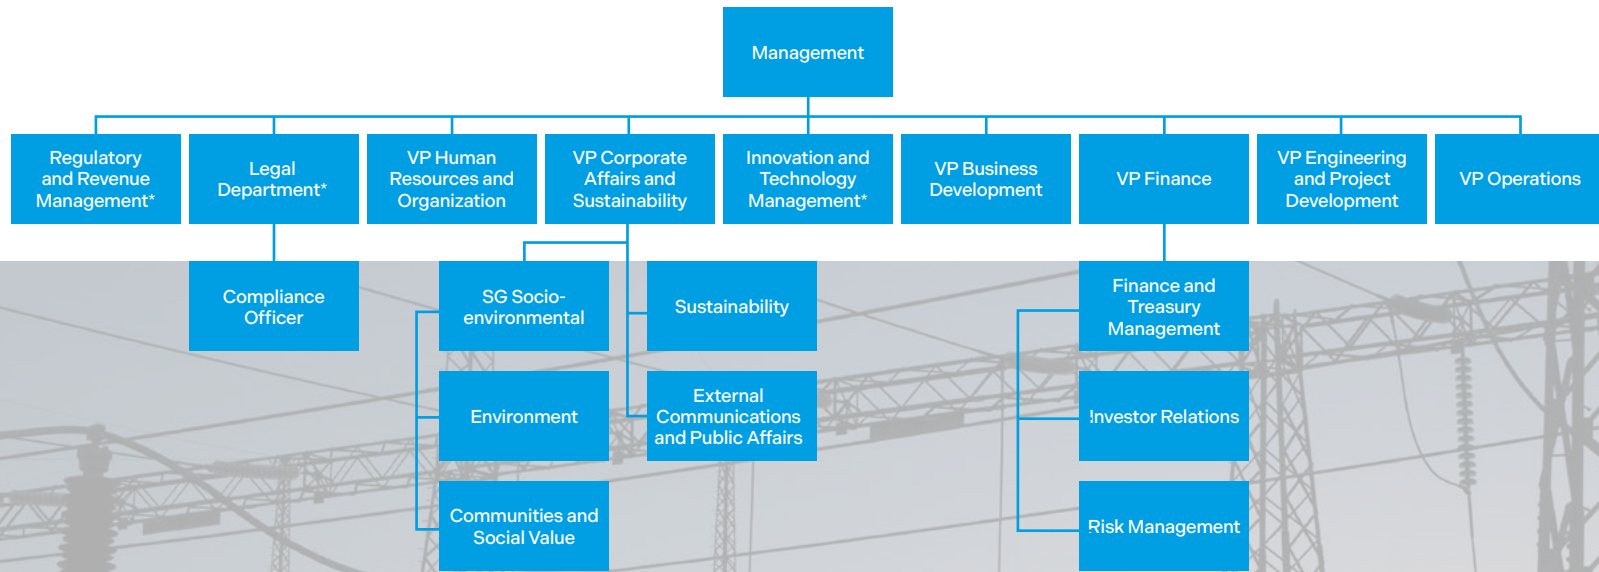 Management
Regulatory
and Revenue
Management*
Legal
Department*
VP Human
Resources and
Organization
VP Corporate
Affairs and
Sustainability
Innovation and
Technology
Management*
VP Business
Development
VP Finance
VP Engineering
and Project
Development
VP Operations
Compliance
Officer
SG Socio-
environmental
Sustainability
Finance and
Treasury
Management
Environment
External
Communications
and Public Affairs
Investor Relations
Communities and
Social Value
Risk Management